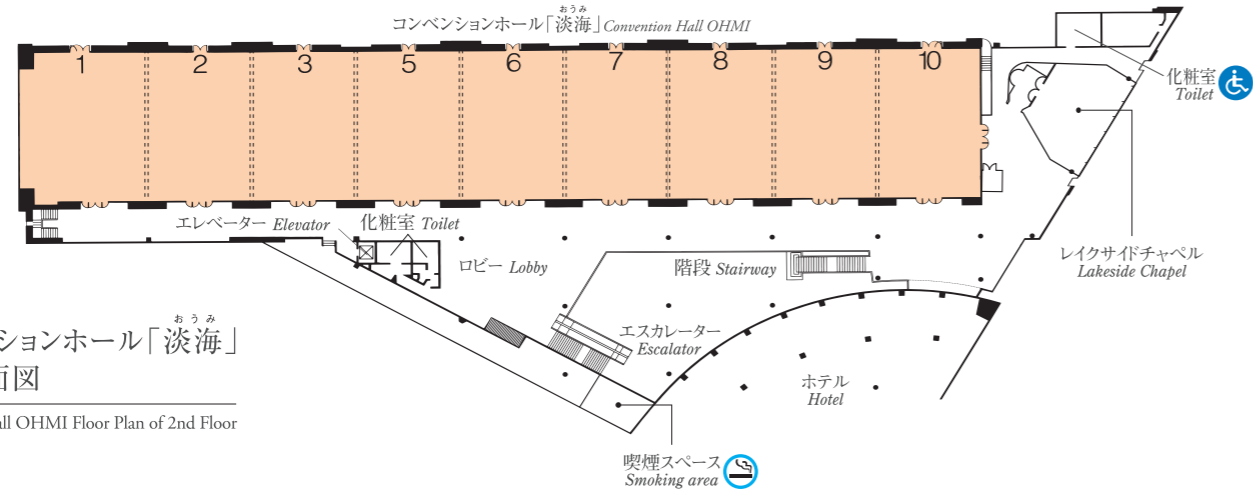 おうみ
コンベンションホール「淡海」Convention Hall OHMI
1 2 3 5 6 7 8 9 10
化粧室
Toilet
エレベーター Elevator
化粧室 Toilet
ロビー Lobby
階段 Stairway
レイクサイドチャペル
Lakeside Chapel
エスカレーター
Escalator
ホテル
Hotel
おうみ
ションホール「淡海」
面図
all OHMI Floor Plan of 2nd Floor
喫煙スペース
Smoking area